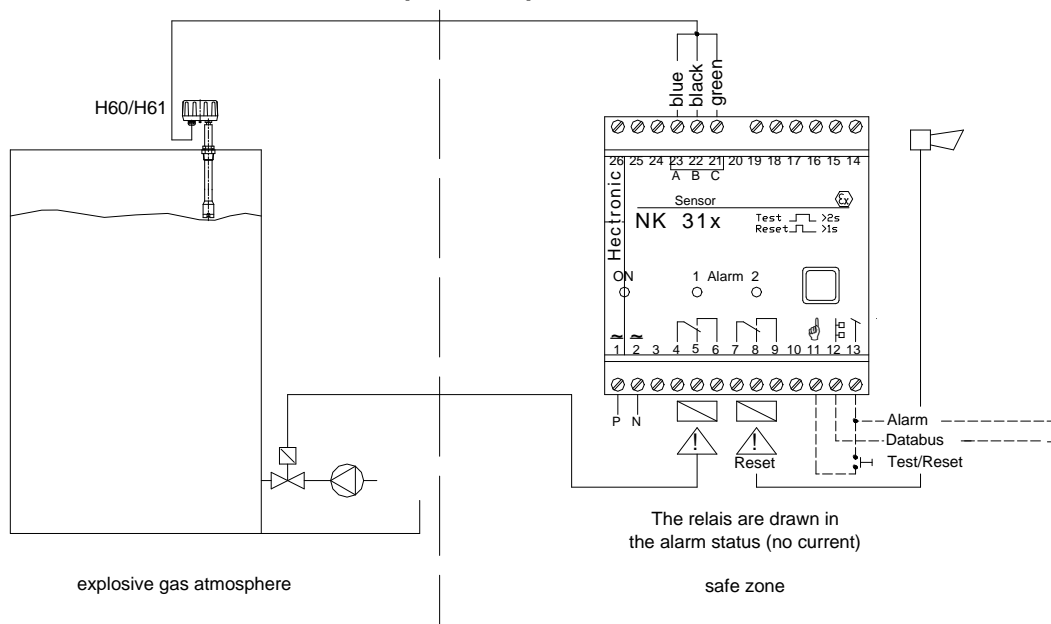 H60/H61
blue
black
green
26 25 24 23 22 21 20 19 18 17 16 15 14
A B C
Sensor
Ex
Hectronic
NK 31x
Test >2s
Reset >1s
ON
1 Alarm 2
1 2 3 4 5 6 7 8 9 10 11 12 13
P N
!
!
Reset
Alarm
Databus
Test/Reset
The relais are drawn in
the alarm status (no current)
explosive gas atmosphere
safe zone